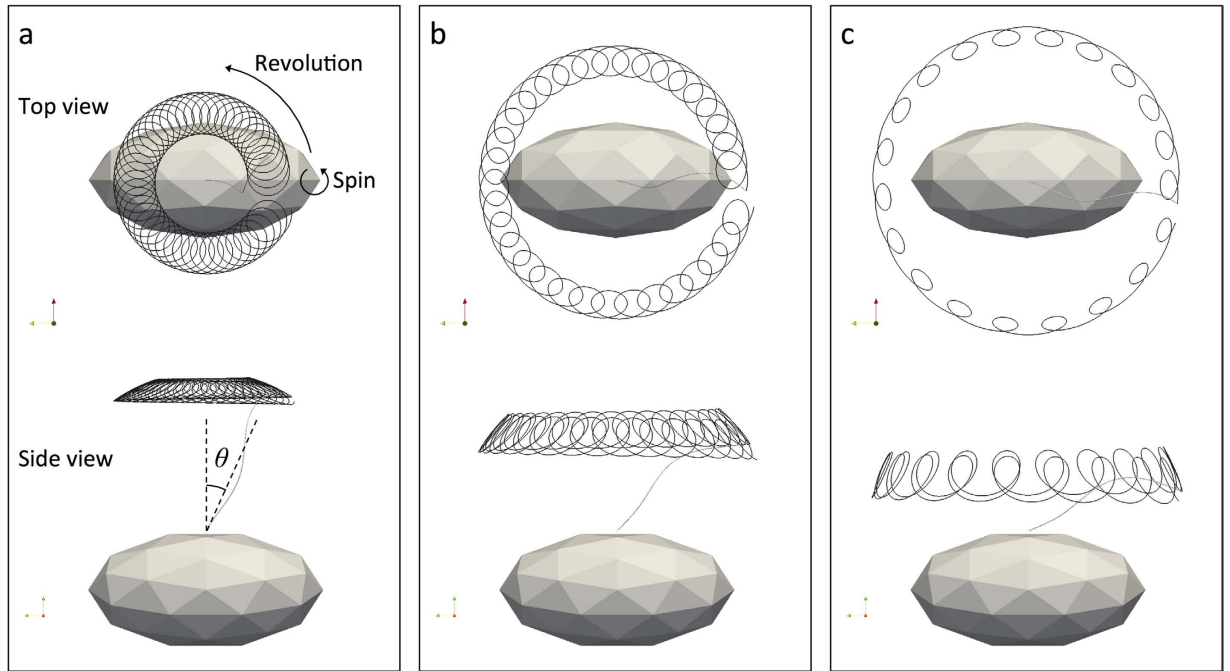 a
Revolution
Top view
Spin
Side view
θ
b
c